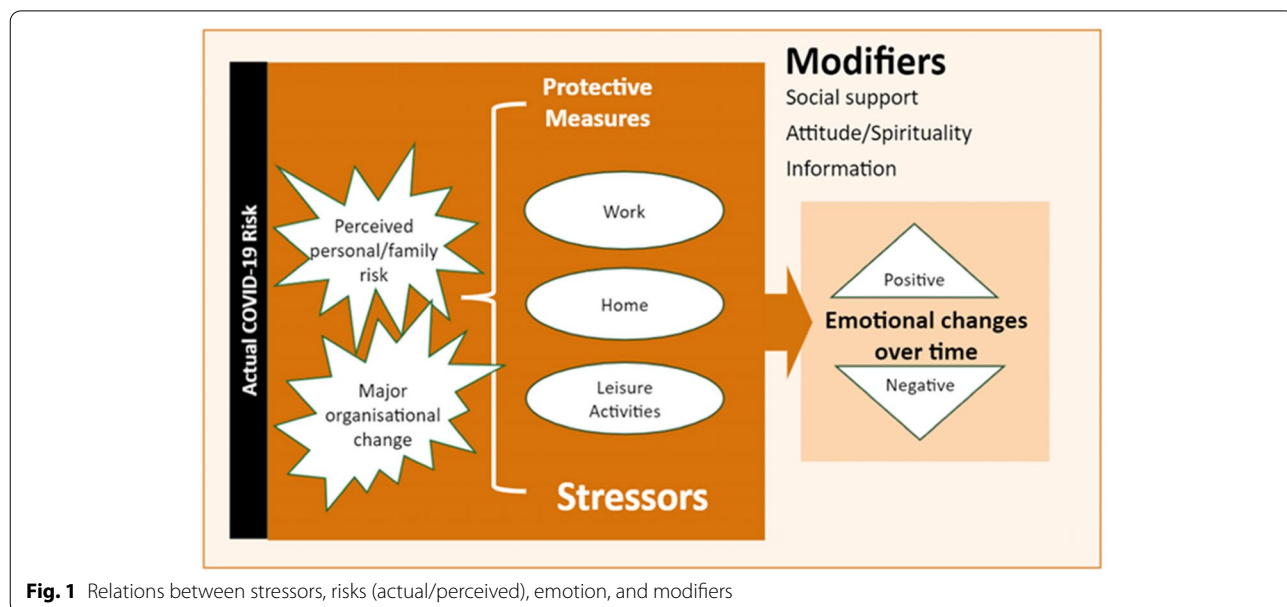 Actual COVID-19 Risk
Perceived
personal/family
risk
Major
organisational
change
Protective
Measures
Work
Home
Leisure
Activities
Stressors
Modifiers
Social support
Attitude/Spirituality
Information
Positive
Emotional changes
over time
Negative
Fig. 1 Relations between stressors, risks (actual/perceived), emotion, and modifiers